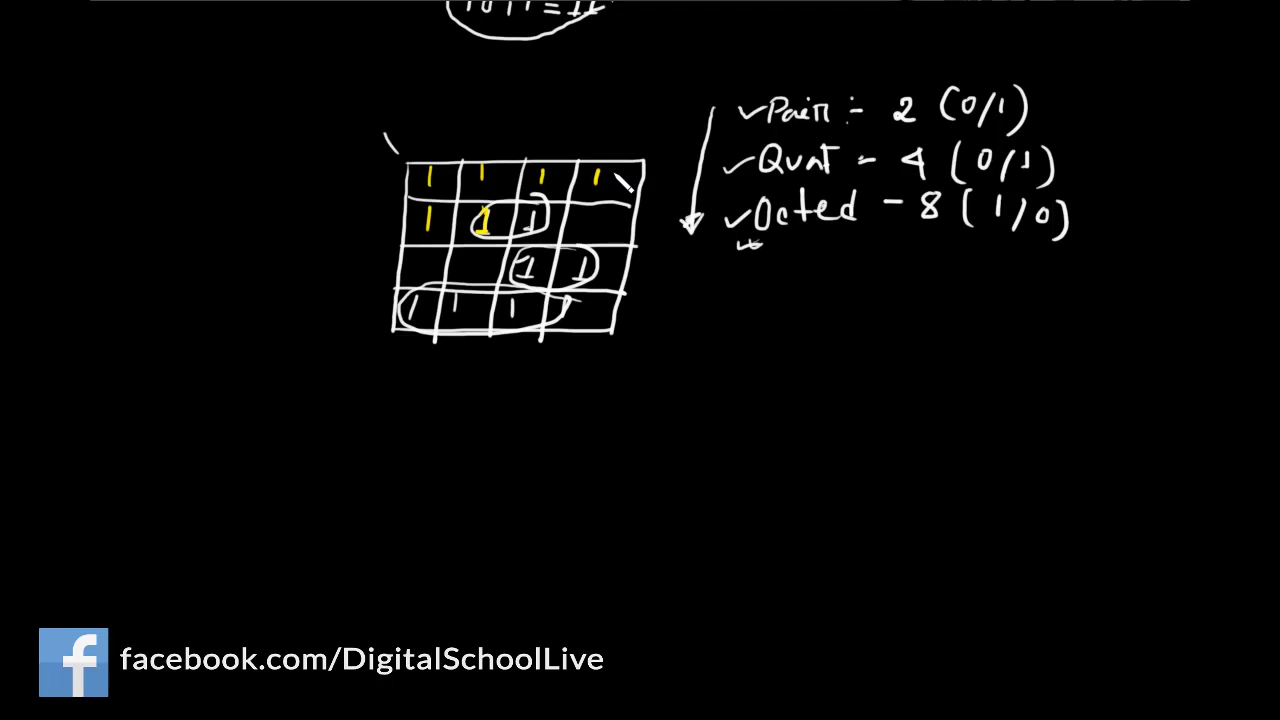 Pair :- 2 (0/1)
Quat - 4 (0/1)
Octed - 8 (1/0)
1 1 1 1
1 1 1
1 1
1 1 1 1
facebook.com/DigitalSchoolLive